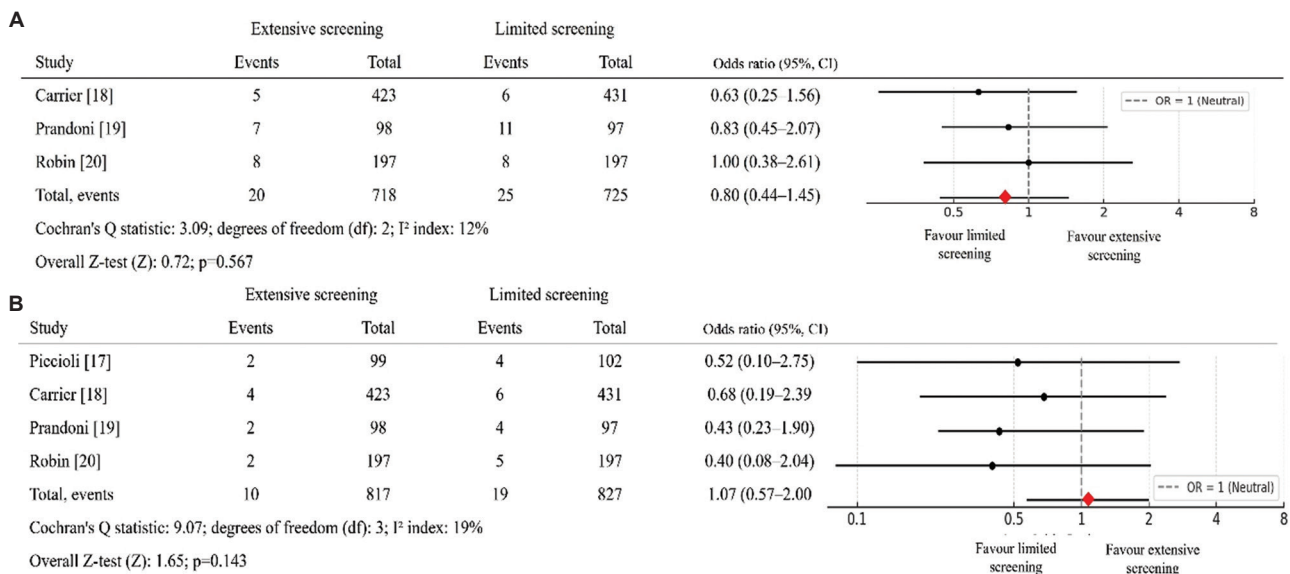 A
Extensive screening Limited screening
Study Events Total Events Total Odds ratio (95%, CI)
Carrier [18] 5 423 6 431 0.63 (0.25–1.56)
Prandoni [19] 7 98 11 97 0.83 (0.45–2.07)
Robin [20] 8 197 8 197 1.00 (0.38–2.61)
Total, events 20 718 25 725 0.80 (0.44–1.45)
OR = 1 (Neutral)
0.5 1 2 4 8
Favour limited screening Favour extensive screening
Cochran's Q statistic: 3.09; degrees of freedom (df): 2; I² index: 12%
Overall Z-test (Z): 0.72; p=0.567
B
Extensive screening Limited screening
Study Events Total Events Total Odds ratio (95%, CI)
Piccioli [17] 2 99 4 102 0.52 (0.10–2.75)
Carrier [18] 4 423 6 431 0.68 (0.19–2.39
Prandoni [19] 2 98 4 97 0.43 (0.23–1.90)
Robin [20] 2 197 5 197 0.40 (0.08–2.04)
Total, events 10 817 19 827 1.07 (0.57–2.00
OR = 1 (Neutral)
0.1 0.5 1 2 4 8
Favour limited screening Favour extensive screening
Cochran's Q statistic: 9.07; degrees of freedom (df): 3; I² index: 19%
Overall Z-test (Z): 1.65; p=0.143